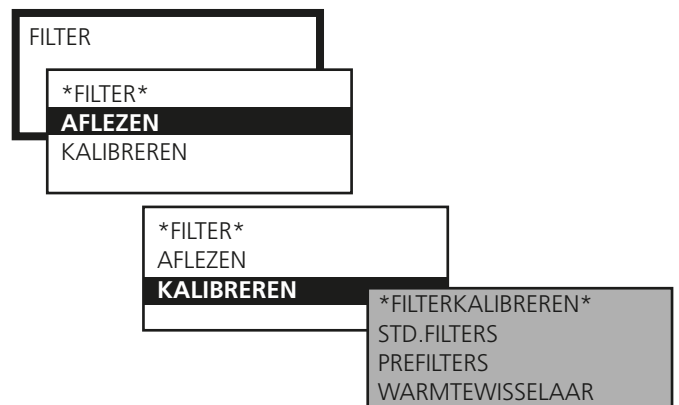 FILTER
*FILTER*
AFLEZEN
KALIBREREN
*FILTER*
AFLEZEN
KALIBREREN
*FILTERKALIBREREN*
STD.FILTERS
PREFILTERS
WARMTEWISSELAAR